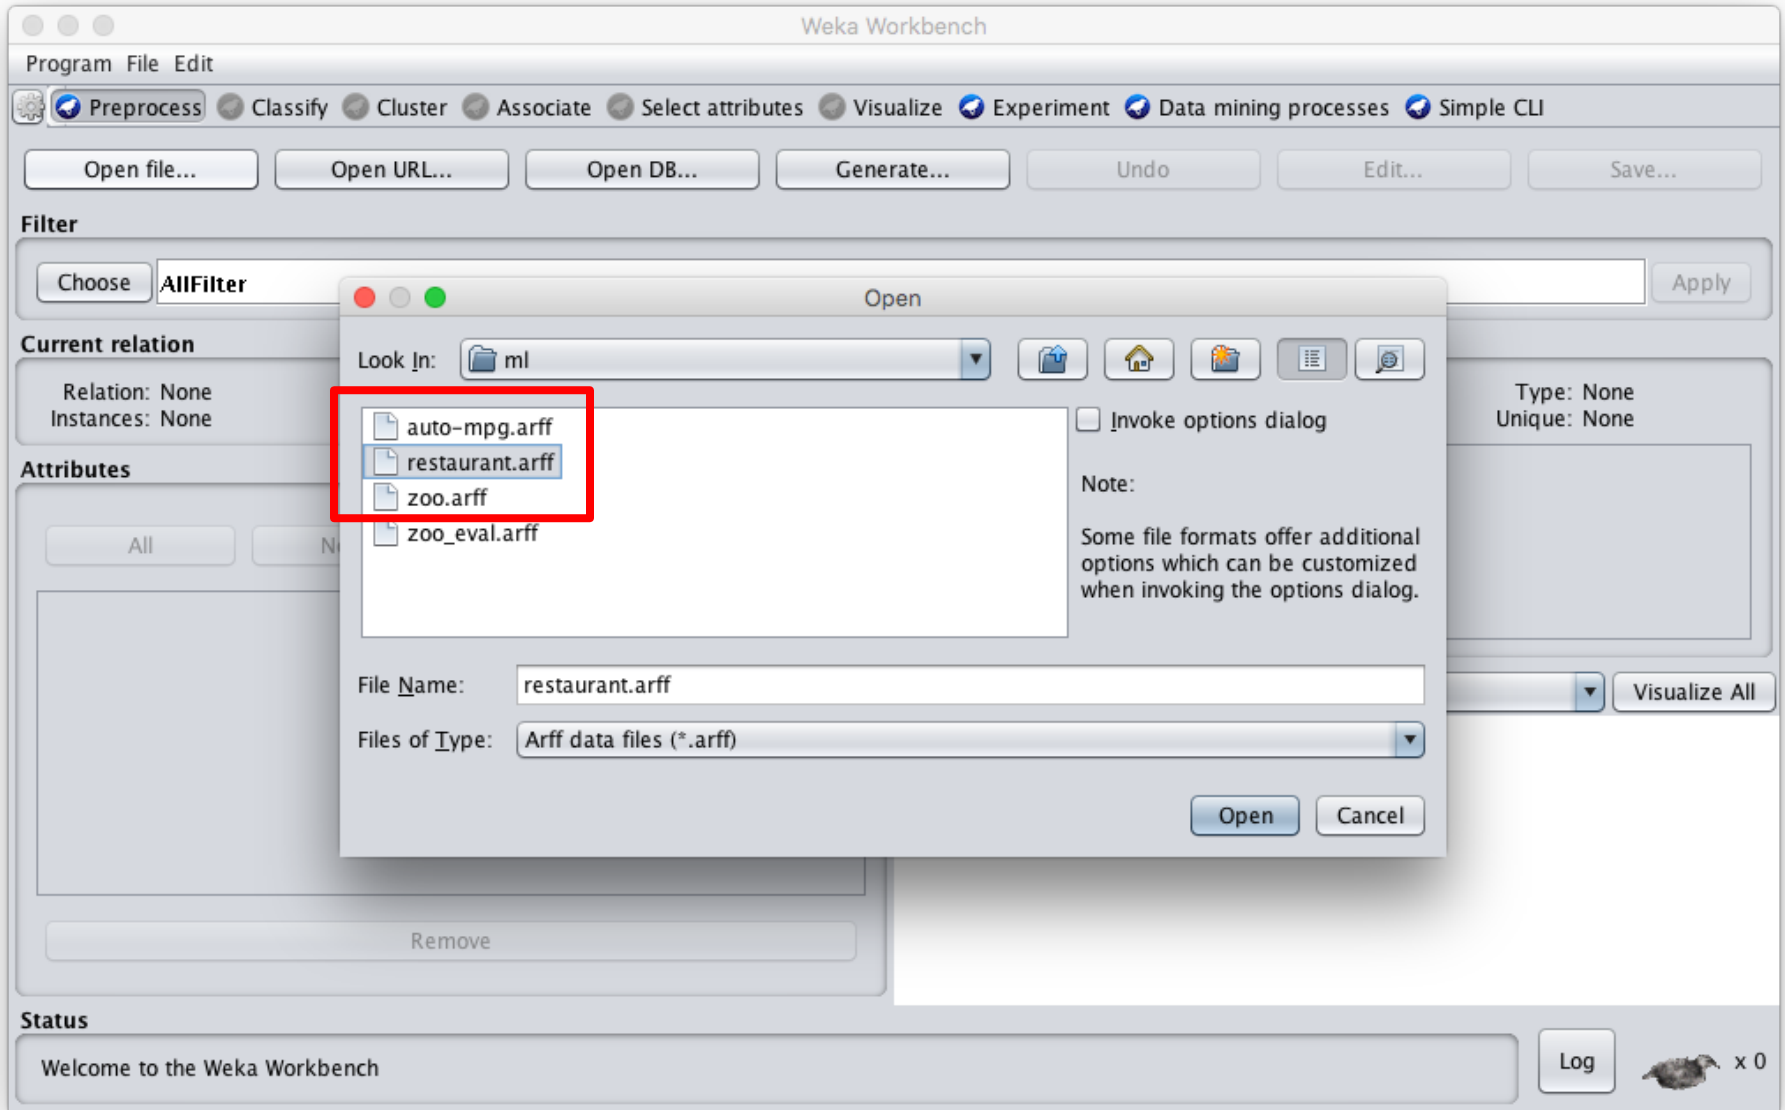 Weka Workbench
Program File Edit
Preprocess Classify Cluster Associate Select attributes Visualize Experiment Data mining processes Simple CLI
Open file... Open URL... Open DB... Generate... Undo Edit... Save...
Filter
Choose AllFilter Apply
Open
Current relation
Look In: ml
Relation: None
Instances: None
Type: None
Unique: None
auto-mpg.arff
restaurant.arff
zoo.arff
zoo_eval.arff
Invoke options dialog
Note:
Some file formats offer additional
options which can be customized
when invoking the options dialog.
Attributes
All
File Name: restaurant.arff
Files of Type: Arff data files (*.arff)
Open Cancel
Visualize All
Remove
Status
Welcome to the Weka Workbench
Log x 0